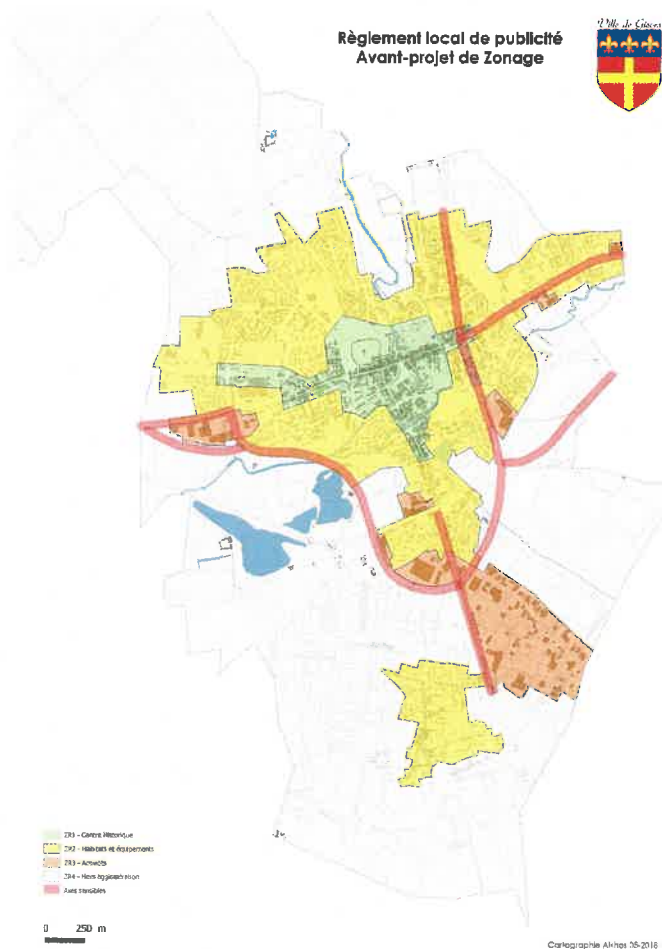 Ville de Gisors
Règlement local de publicité
Avant-projet de Zonage
ZR1 - Centre Historique
ZR2 - Habitats et équipements
ZR3 - Activités
ZR4 - Hors agglomération
Axes sensibles
0 250 m
Cartographie Alkhos 05-2018